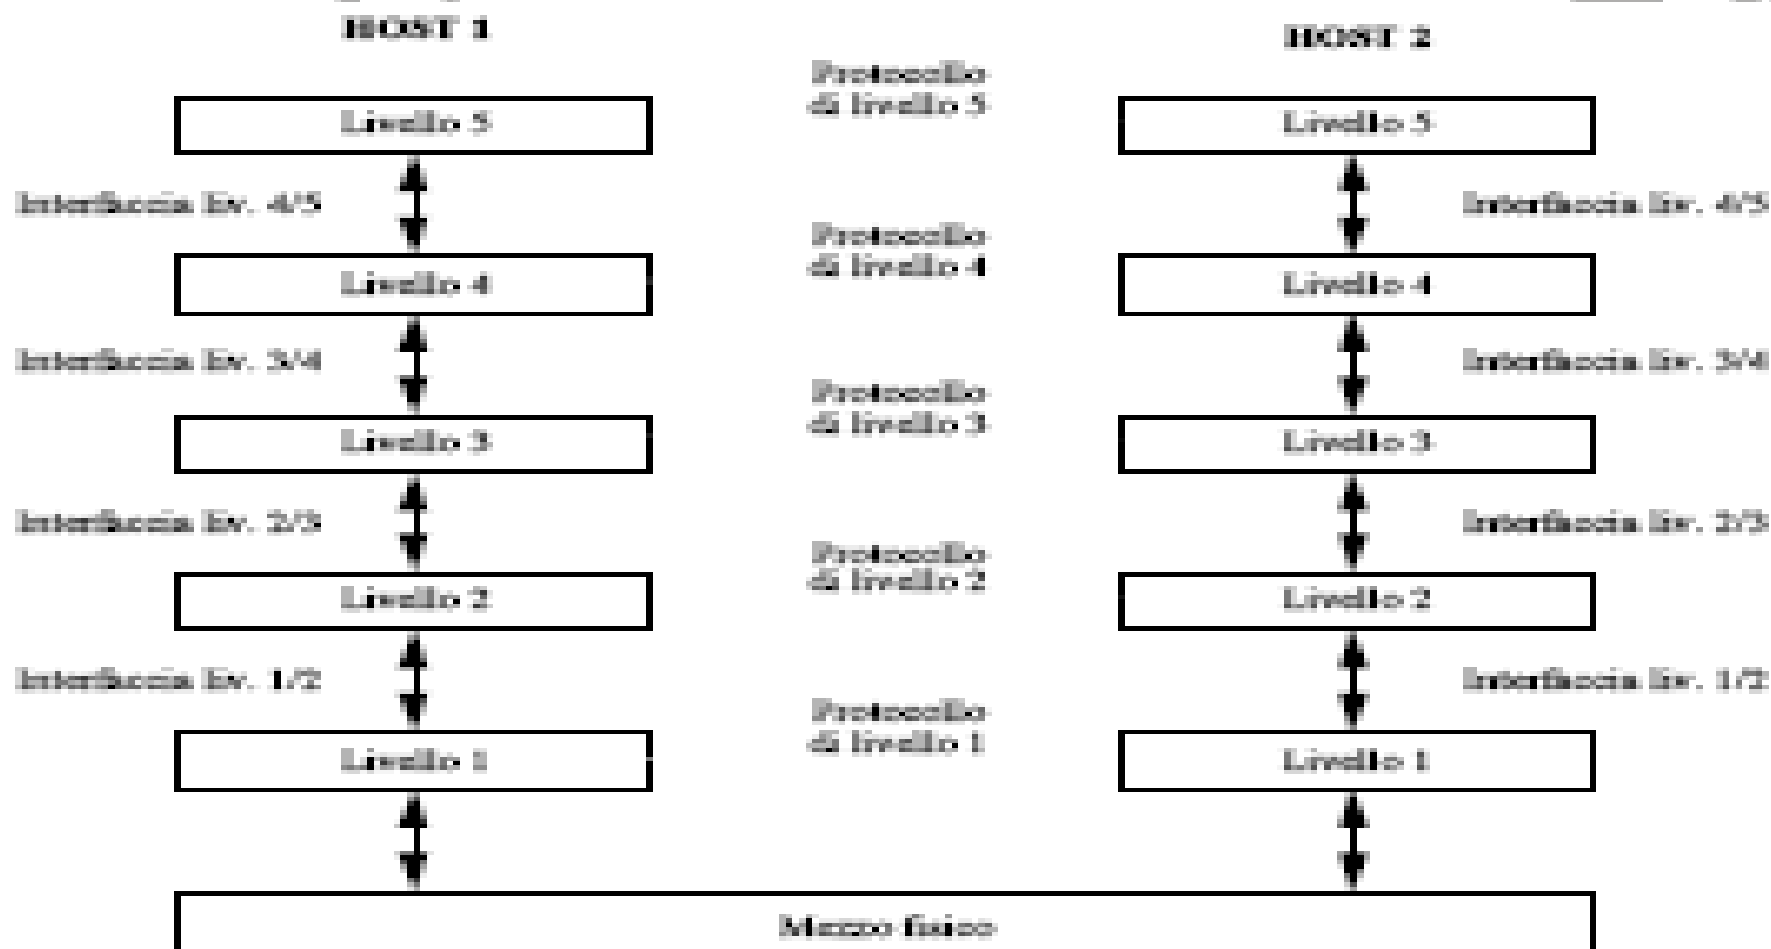 HOST 1
HOST 2
Protocollo
di livello 5
Livello 5
Livello 5
Interfaccia liv. 4/5
Interfaccia liv. 4/5
Protocollo
di livello 4
Livello 4
Livello 4
Interfaccia liv. 3/4
Interfaccia liv. 3/4
Protocollo
di livello 3
Livello 3
Livello 3
Interfaccia liv. 2/3
Interfaccia liv. 2/3
Protocollo
di livello 2
Livello 2
Livello 2
Interfaccia liv. 1/2
Interfaccia liv. 1/2
Protocollo
di livello 1
Livello 1
Livello 1
Mezzo fisico